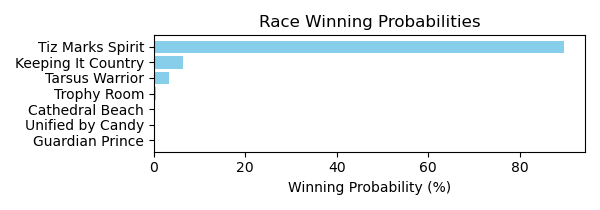 Race Winning Probabilities
Tiz Marks Spirit
Keeping It Country
Tarsus Warrior
Trophy Room
Cathedral Beach
Unified by Candy
Guardian Prince
0 20 40 60 80
Winning Probability (%)